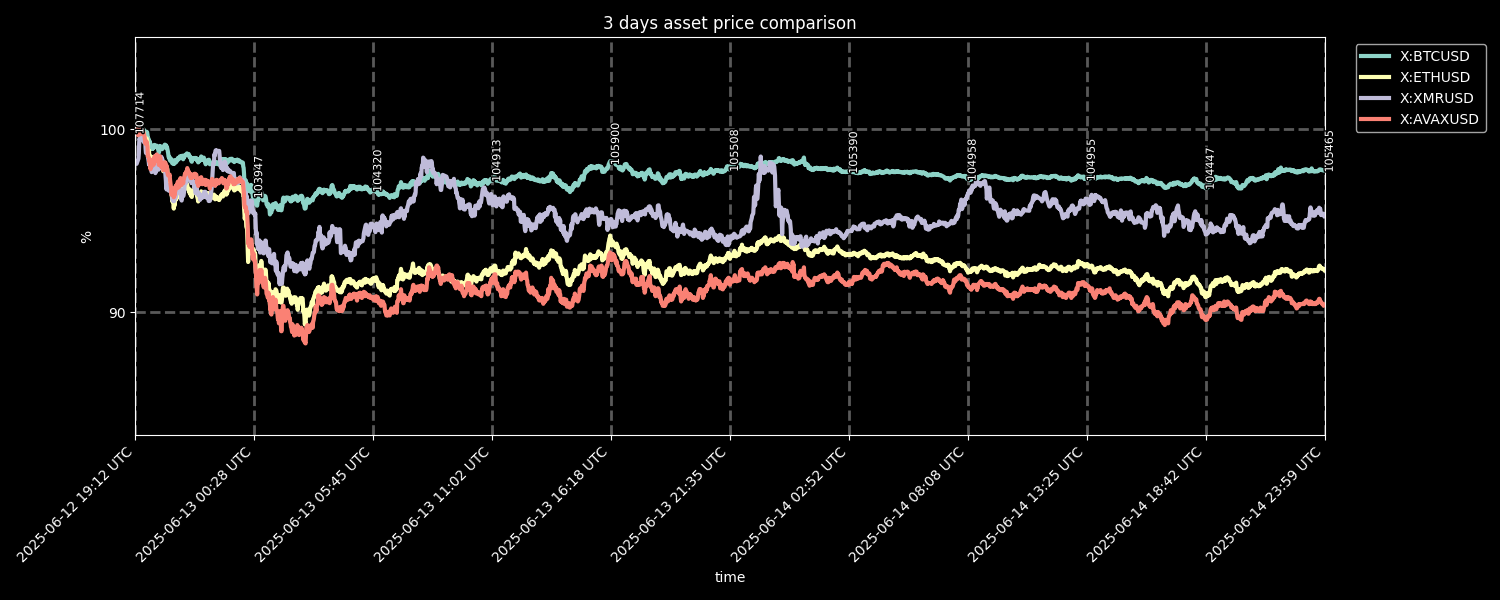 3 days asset price comparison
X:BTCUSD
X:ETHUSD
X:XMRUSD
X:AVAXUSD
%
100
90
107714
103947
104320
104913
105900
105508
105390
104958
104955
104447
105465
2025-06-12 19:12 UTC
2025-06-13 00:28 UTC
2025-06-13 05:45 UTC
2025-06-13 11:02 UTC
2025-06-13 16:18 UTC
2025-06-13 21:35 UTC
2025-06-14 02:52 UTC
2025-06-14 08:08 UTC
2025-06-14 13:25 UTC
2025-06-14 18:42 UTC
2025-06-14 23:59 UTC
time